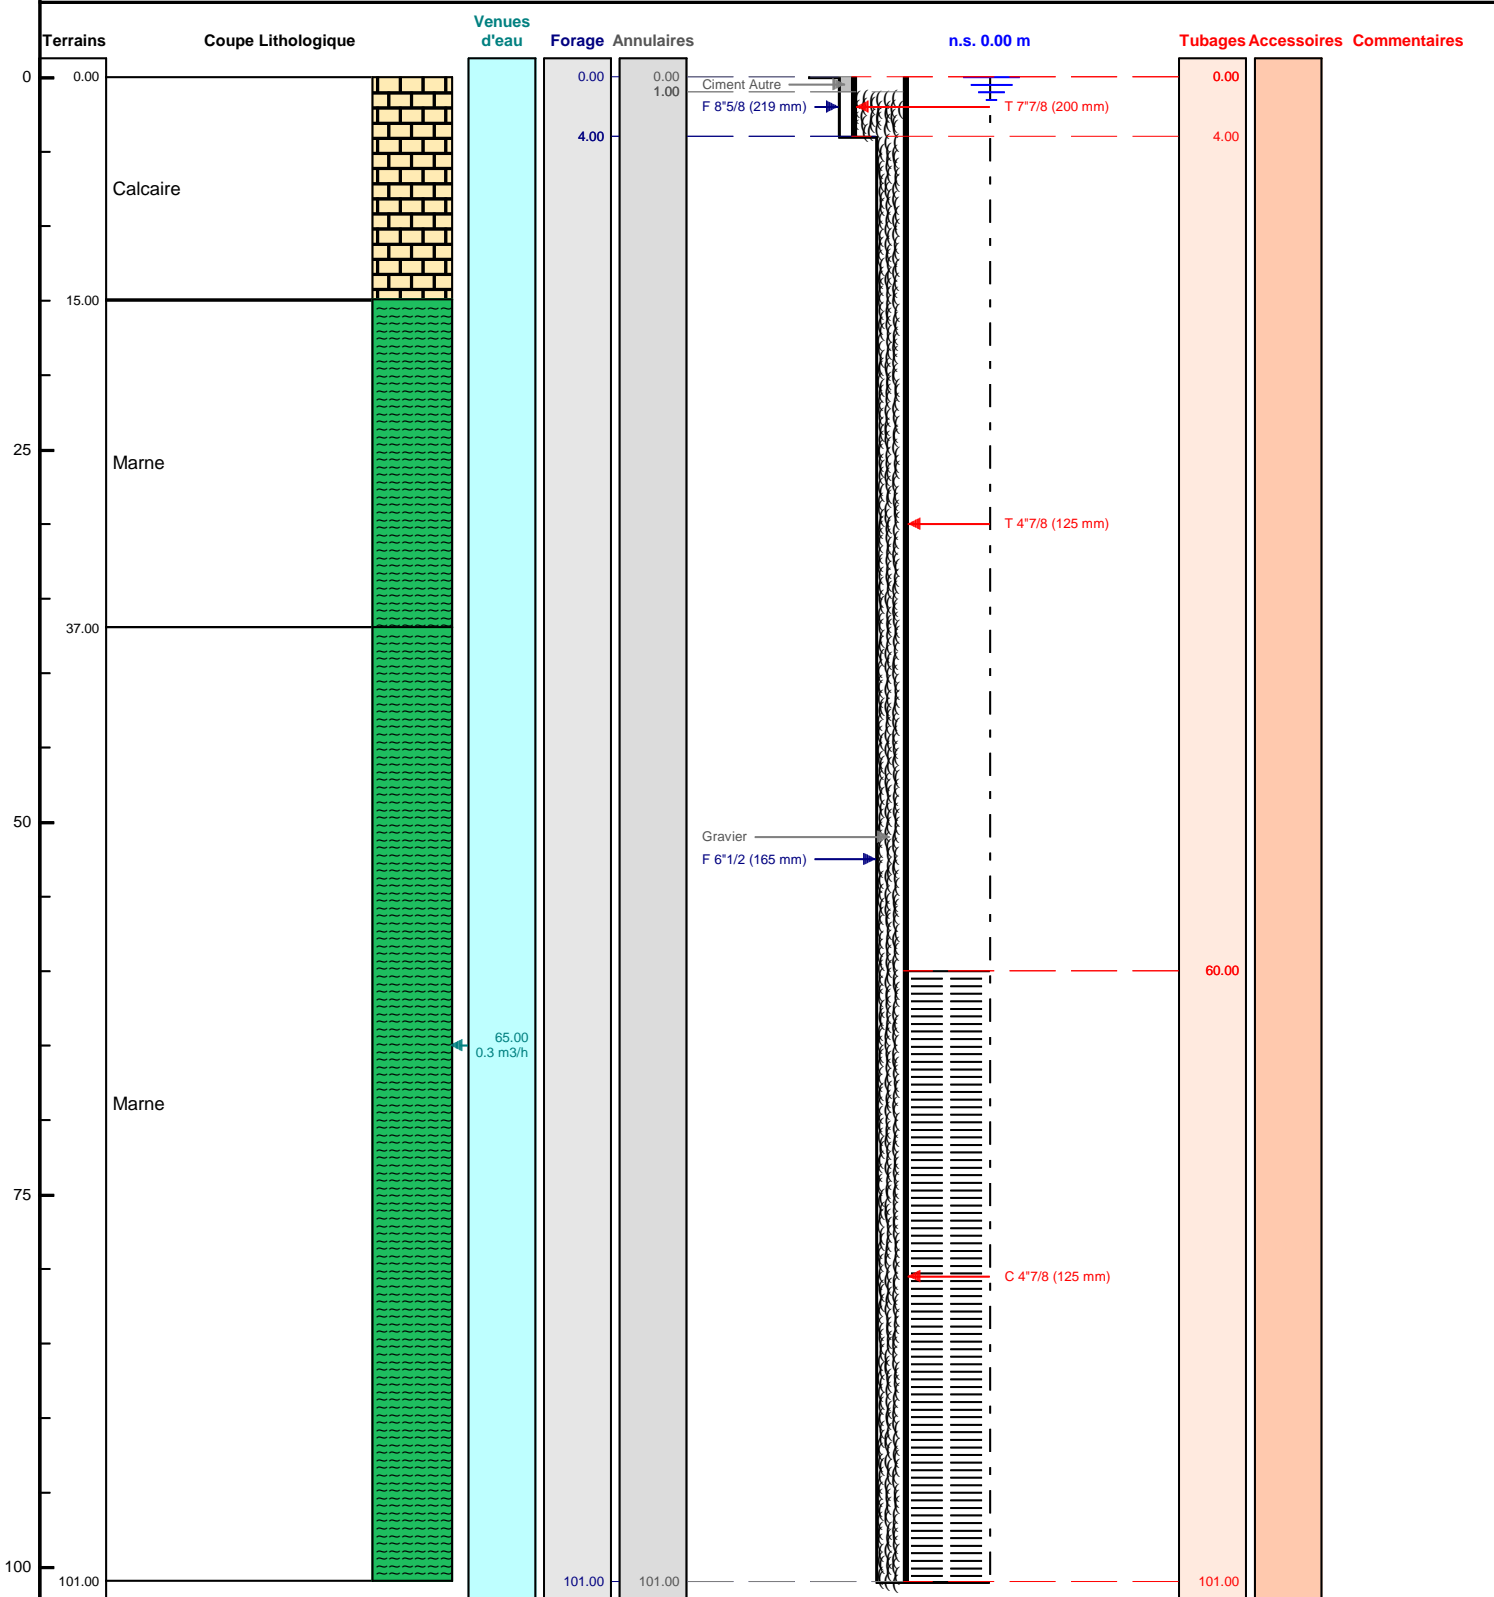 Venues
Terrains Coupe Lithologique d'eau Forage Annulaires n.s. 0.00 m Tubages Accessoires Commentaires
0 0.00 0.00 0.00 0.00
Ciment Autre
1.00
F 8"5/8 (219 mm) T 7"7/8 (200 mm)
4.00 4.00
Calcaire
15.00
25
Marne
T 4"7/8 (125 mm)
37.00
50
Gravier
F 6"1/2 (165 mm)
60.00
65.00
0.3 m3/h
Marne
75
C 4"7/8 (125 mm)
100
101.00 101.00 101.00 101.00